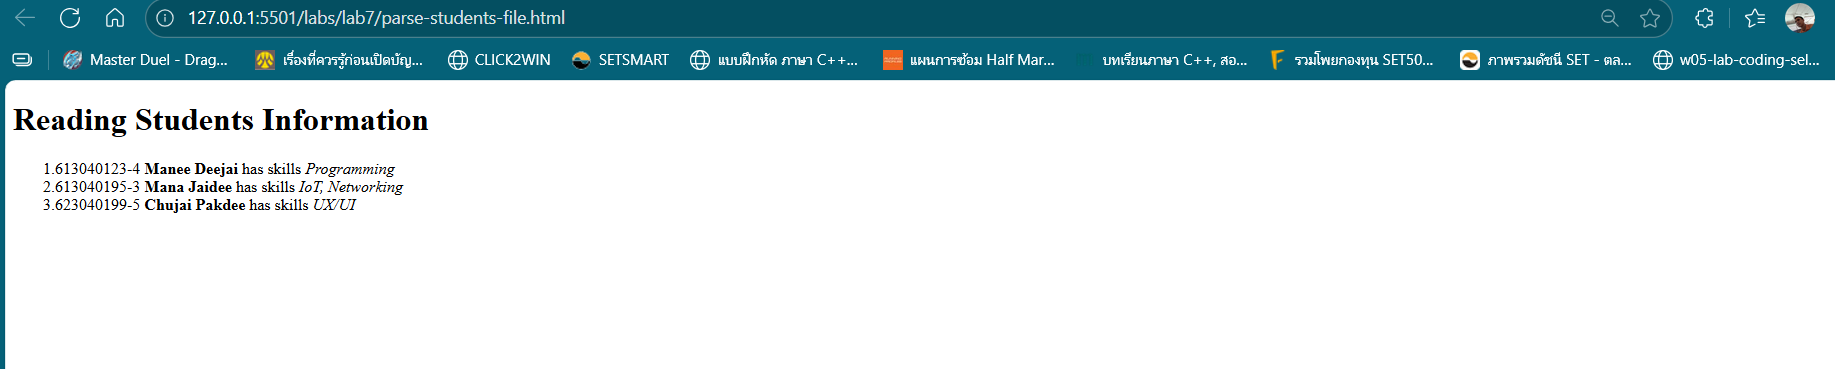 127.0.0.1:5501/labs/lab7/parse-students-file.html
Master Duel - Drag... เรื่องที่ควรรู้ก่อนเปิดบัญ... CLICK2WIN SETSMART แบบฝึกหัด ภาษา C++... แผนการซ้อม Half Mar... บทเรียนภาษา C++, สอ... รวมโพยกองทุน SET50... ภาพรวมดัชนี SET - ตล... w05-lab-coding-sel...
Reading Students Information
1.613040123-4 Manee Deejai has skills Programming
2.613040195-3 Mana Jaidee has skills IoT, Networking
3.623040199-5 Chujai Pakdee has skills UX/UI